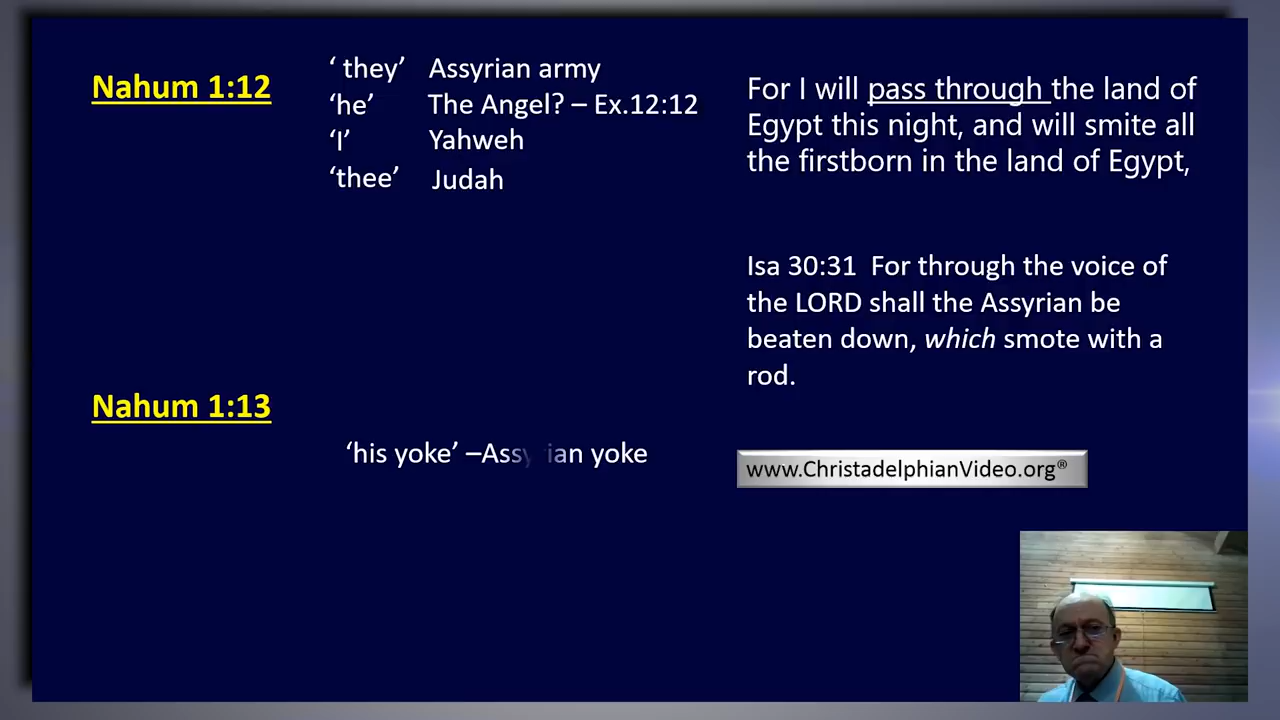 Nahum 1:12
‘ they’ Assyrian army
‘he’ The Angel? – Ex.12:12
‘I’ Yahweh
‘thee’ Judah
For I will pass through the land of
Egypt this night, and will smite all
the firstborn in the land of Egypt,
Isa 30:31 For through the voice of
the LORD shall the Assyrian be
beaten down, which smote with a
rod.
Nahum 1:13
‘his yoke’ –Assyrian yoke
www.ChristadelphianVideo.org®